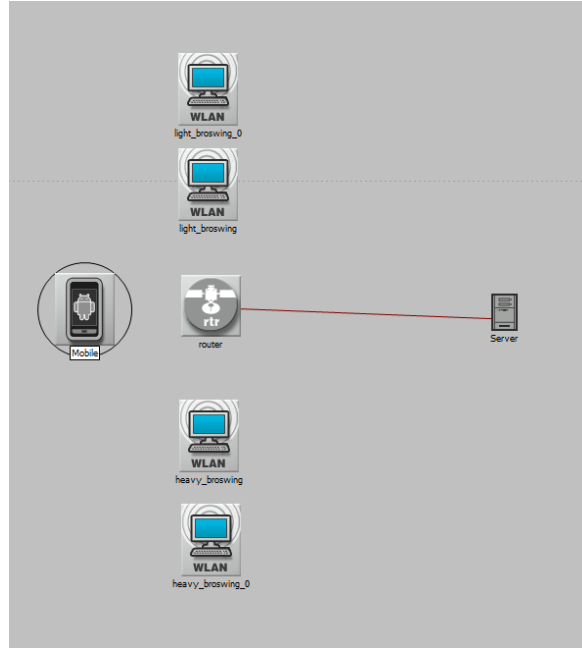 WLAN
light_broswing_0
WLAN
light_broswing
Mobile
rtr
router
Server
WLAN
heavy_broswing
WLAN
heavy_broswing_0